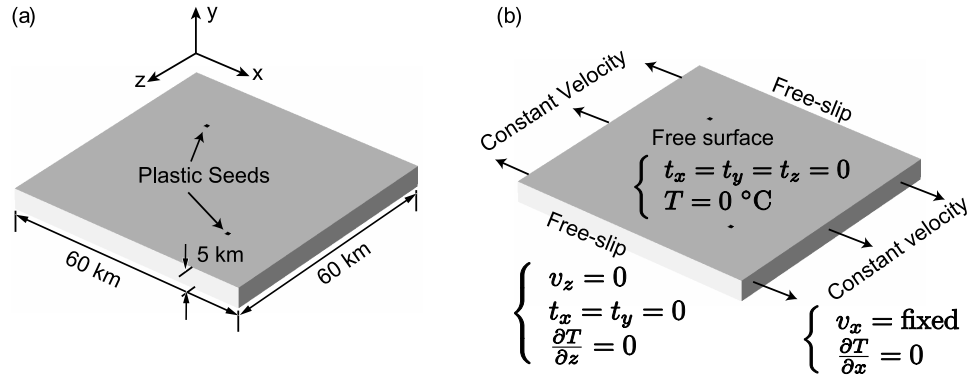 (a)
y
z
x
Plastic Seeds
5 km
60 km
60 km
(b)
Constant Velocity
Free-slip
Free surface
{ t_x = t_y = t_z = 0
T = 0 °C
Free-slip
{ v_z = 0
t_x = t_y = 0
∂T/∂z = 0
Constant velocity
{ v_x = fixed
∂T/∂x = 0